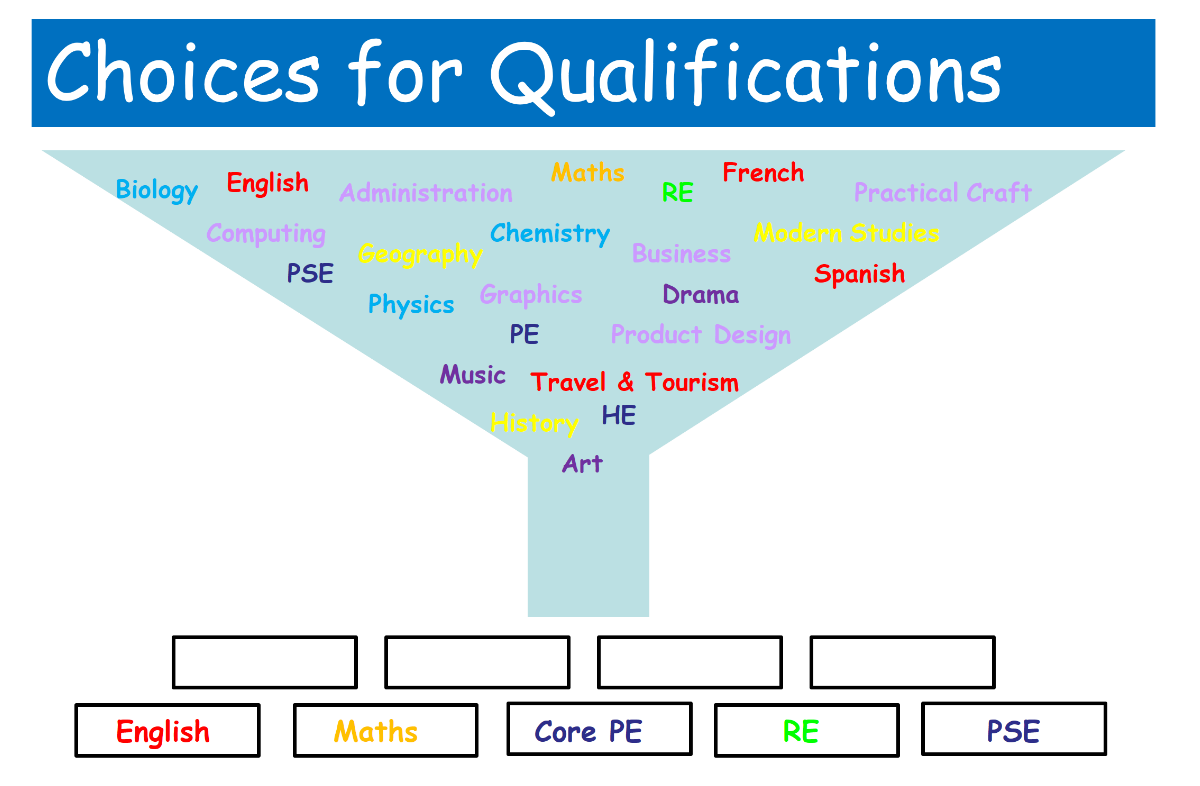 Choices for Qualifications
Biology English Administration Maths RE French Practical Craft
Computing Geography Chemistry Business Modern Studies
PSE Physics Graphics Drama Spanish
PE Product Design
Music Travel & Tourism
History HE
Art
English Maths Core PE RE PSE